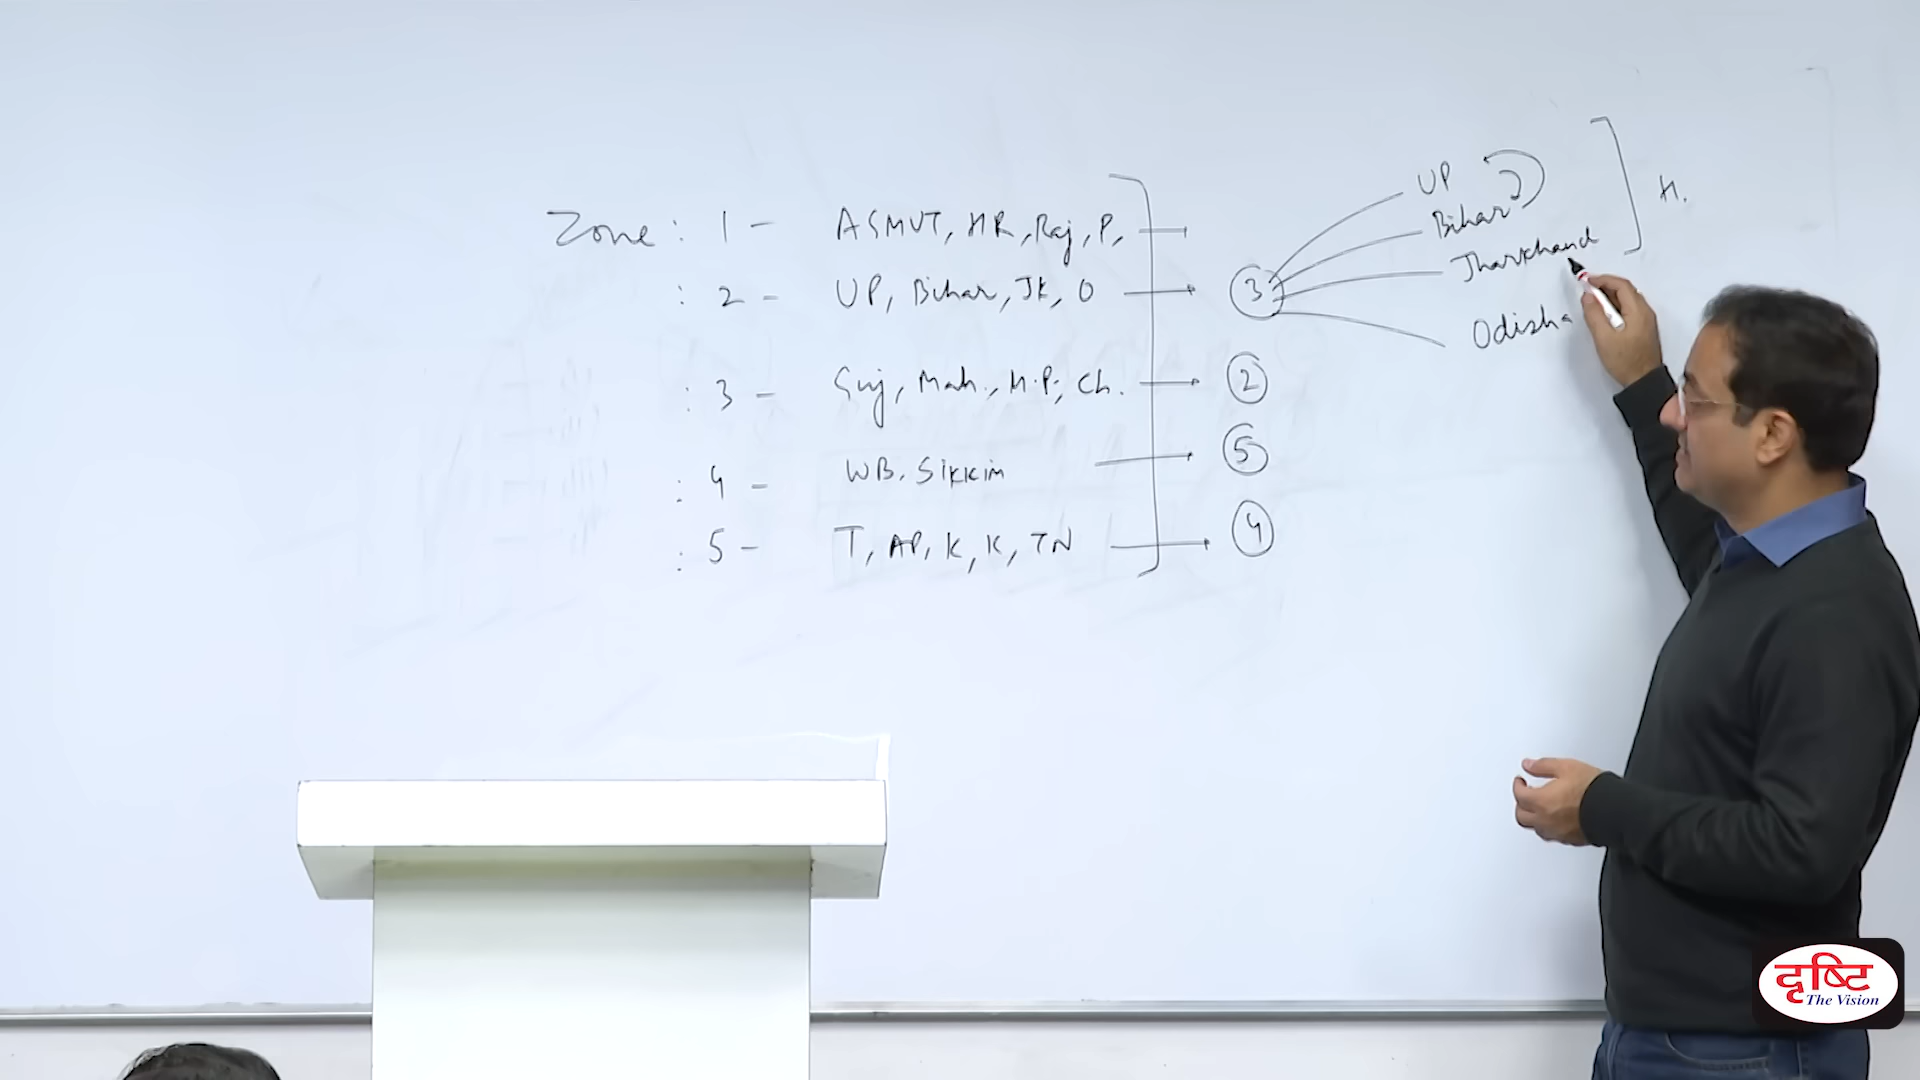 Zone : 1 - AGMUT, HR, Raj, P,
: 2 - UP, Bihar, JK, O → 3
: 3 - Guj, Mah., M.P., Ch. → 2
: 4 - WB. Sikkim → 5
: 5 - T, AP, K, K, TN → 4
UP
Bihar
Jharkhand
Odisha
H.
दृष्टि
The Vision